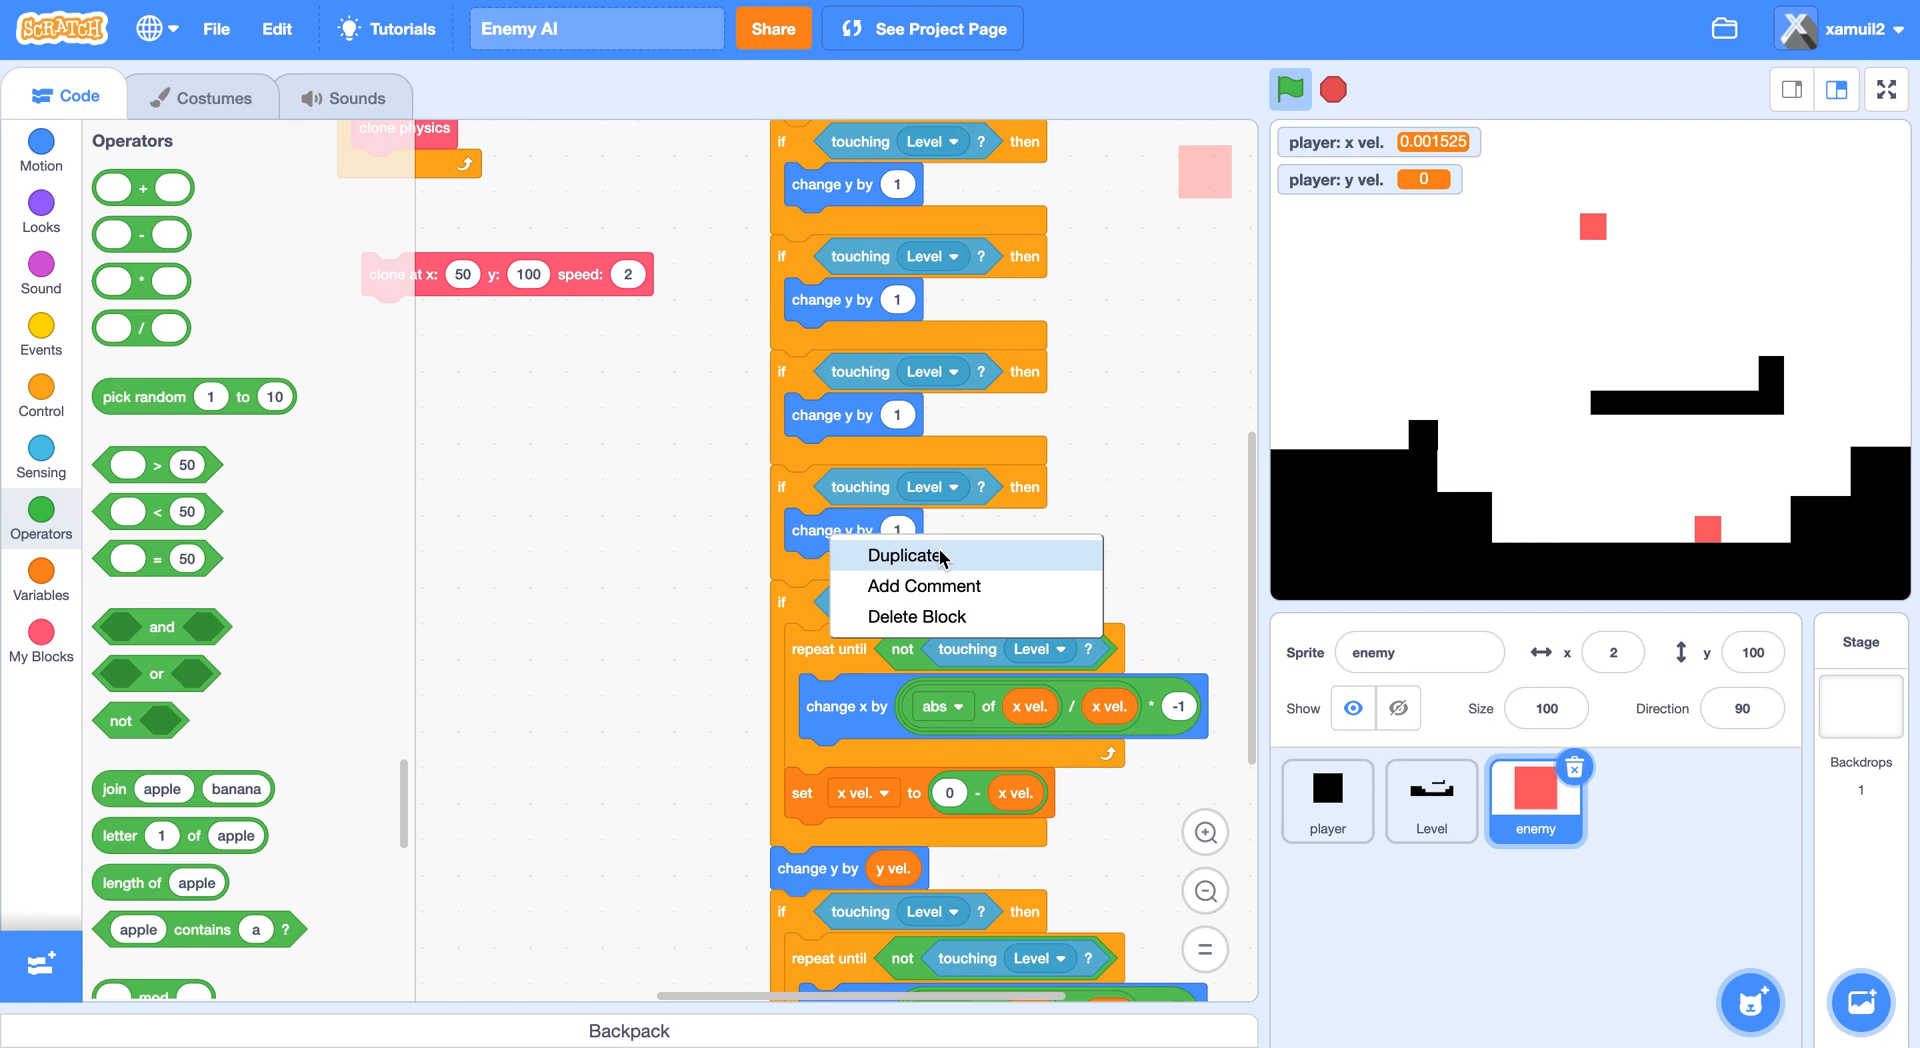 SCRATCH File Edit Tutorials Enemy AI Share See Project Page xamuil2
Code Costumes Sounds
Motion
Looks
Sound
Events
Control
Sensing
Operators
Variables
My Blocks
Operators
+
-
*
/
pick random 1 to 10
> 50
< 50
= 50
and
or
not
join apple banana
letter 1 of apple
length of apple
apple contains a ?
mod
clone physics
clone at x: 50 y: 100 speed: 2
if touching Level ? then
change y by 1
if touching Level ? then
change y by 1
if touching Level ? then
change y by 1
if touching Level ? then
change y by 1
if
Duplicate
Add Comment
Delete Block
repeat until not touching Level ?
change x by abs of x vel. / x vel. * -1
set x vel. to 0 - x vel.
change y by y vel.
if touching Level ? then
repeat until not touching Level ?
Backpack
player: x vel. 0.001525
player: y vel. 0
Sprite enemy x 2 y 100
Show Size 100 Direction 90
player
Level
enemy
Stage
Backdrops
1